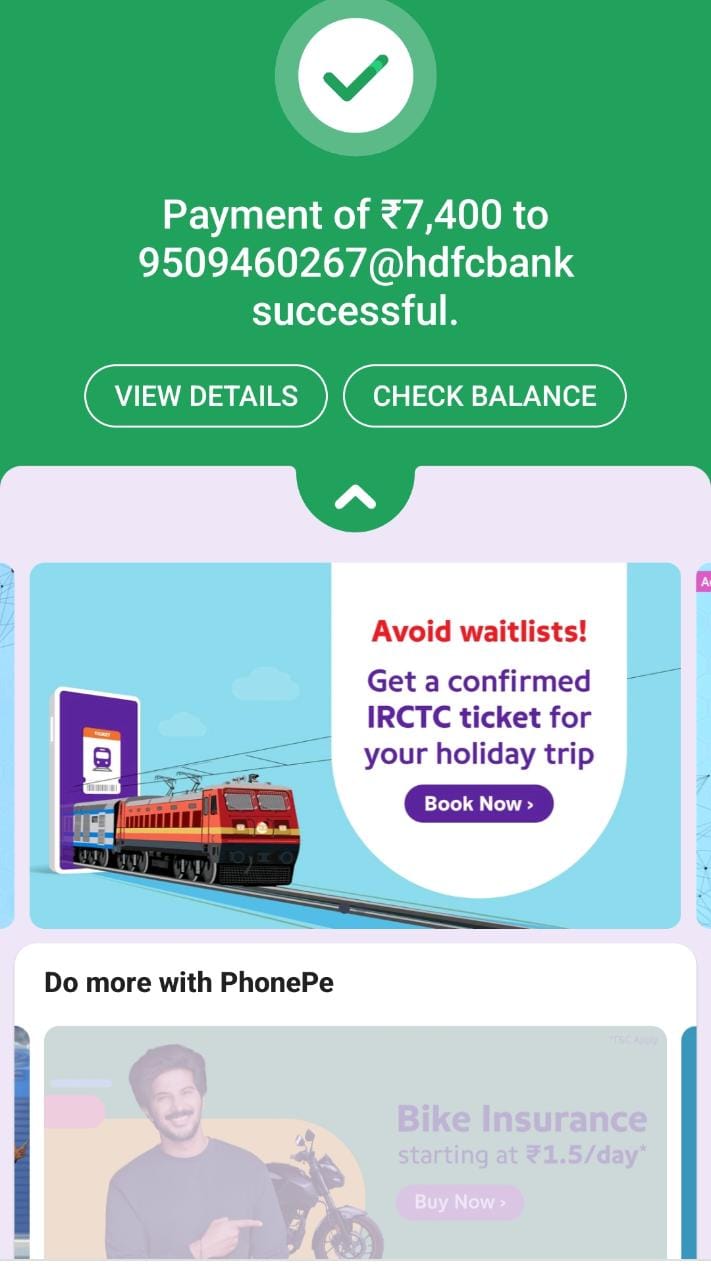 Payment of ₹7,400 to
9509460267@hdfcbank
successful.
VIEW DETAILS
CHECK BALANCE
Avoid waitlists!
Get a confirmed
IRCTC ticket for
your holiday trip
Book Now ›
TICKET
Do more with PhonePe
*T&C Apply
Bike Insurance
starting at ₹1.5/day*
Buy Now ›